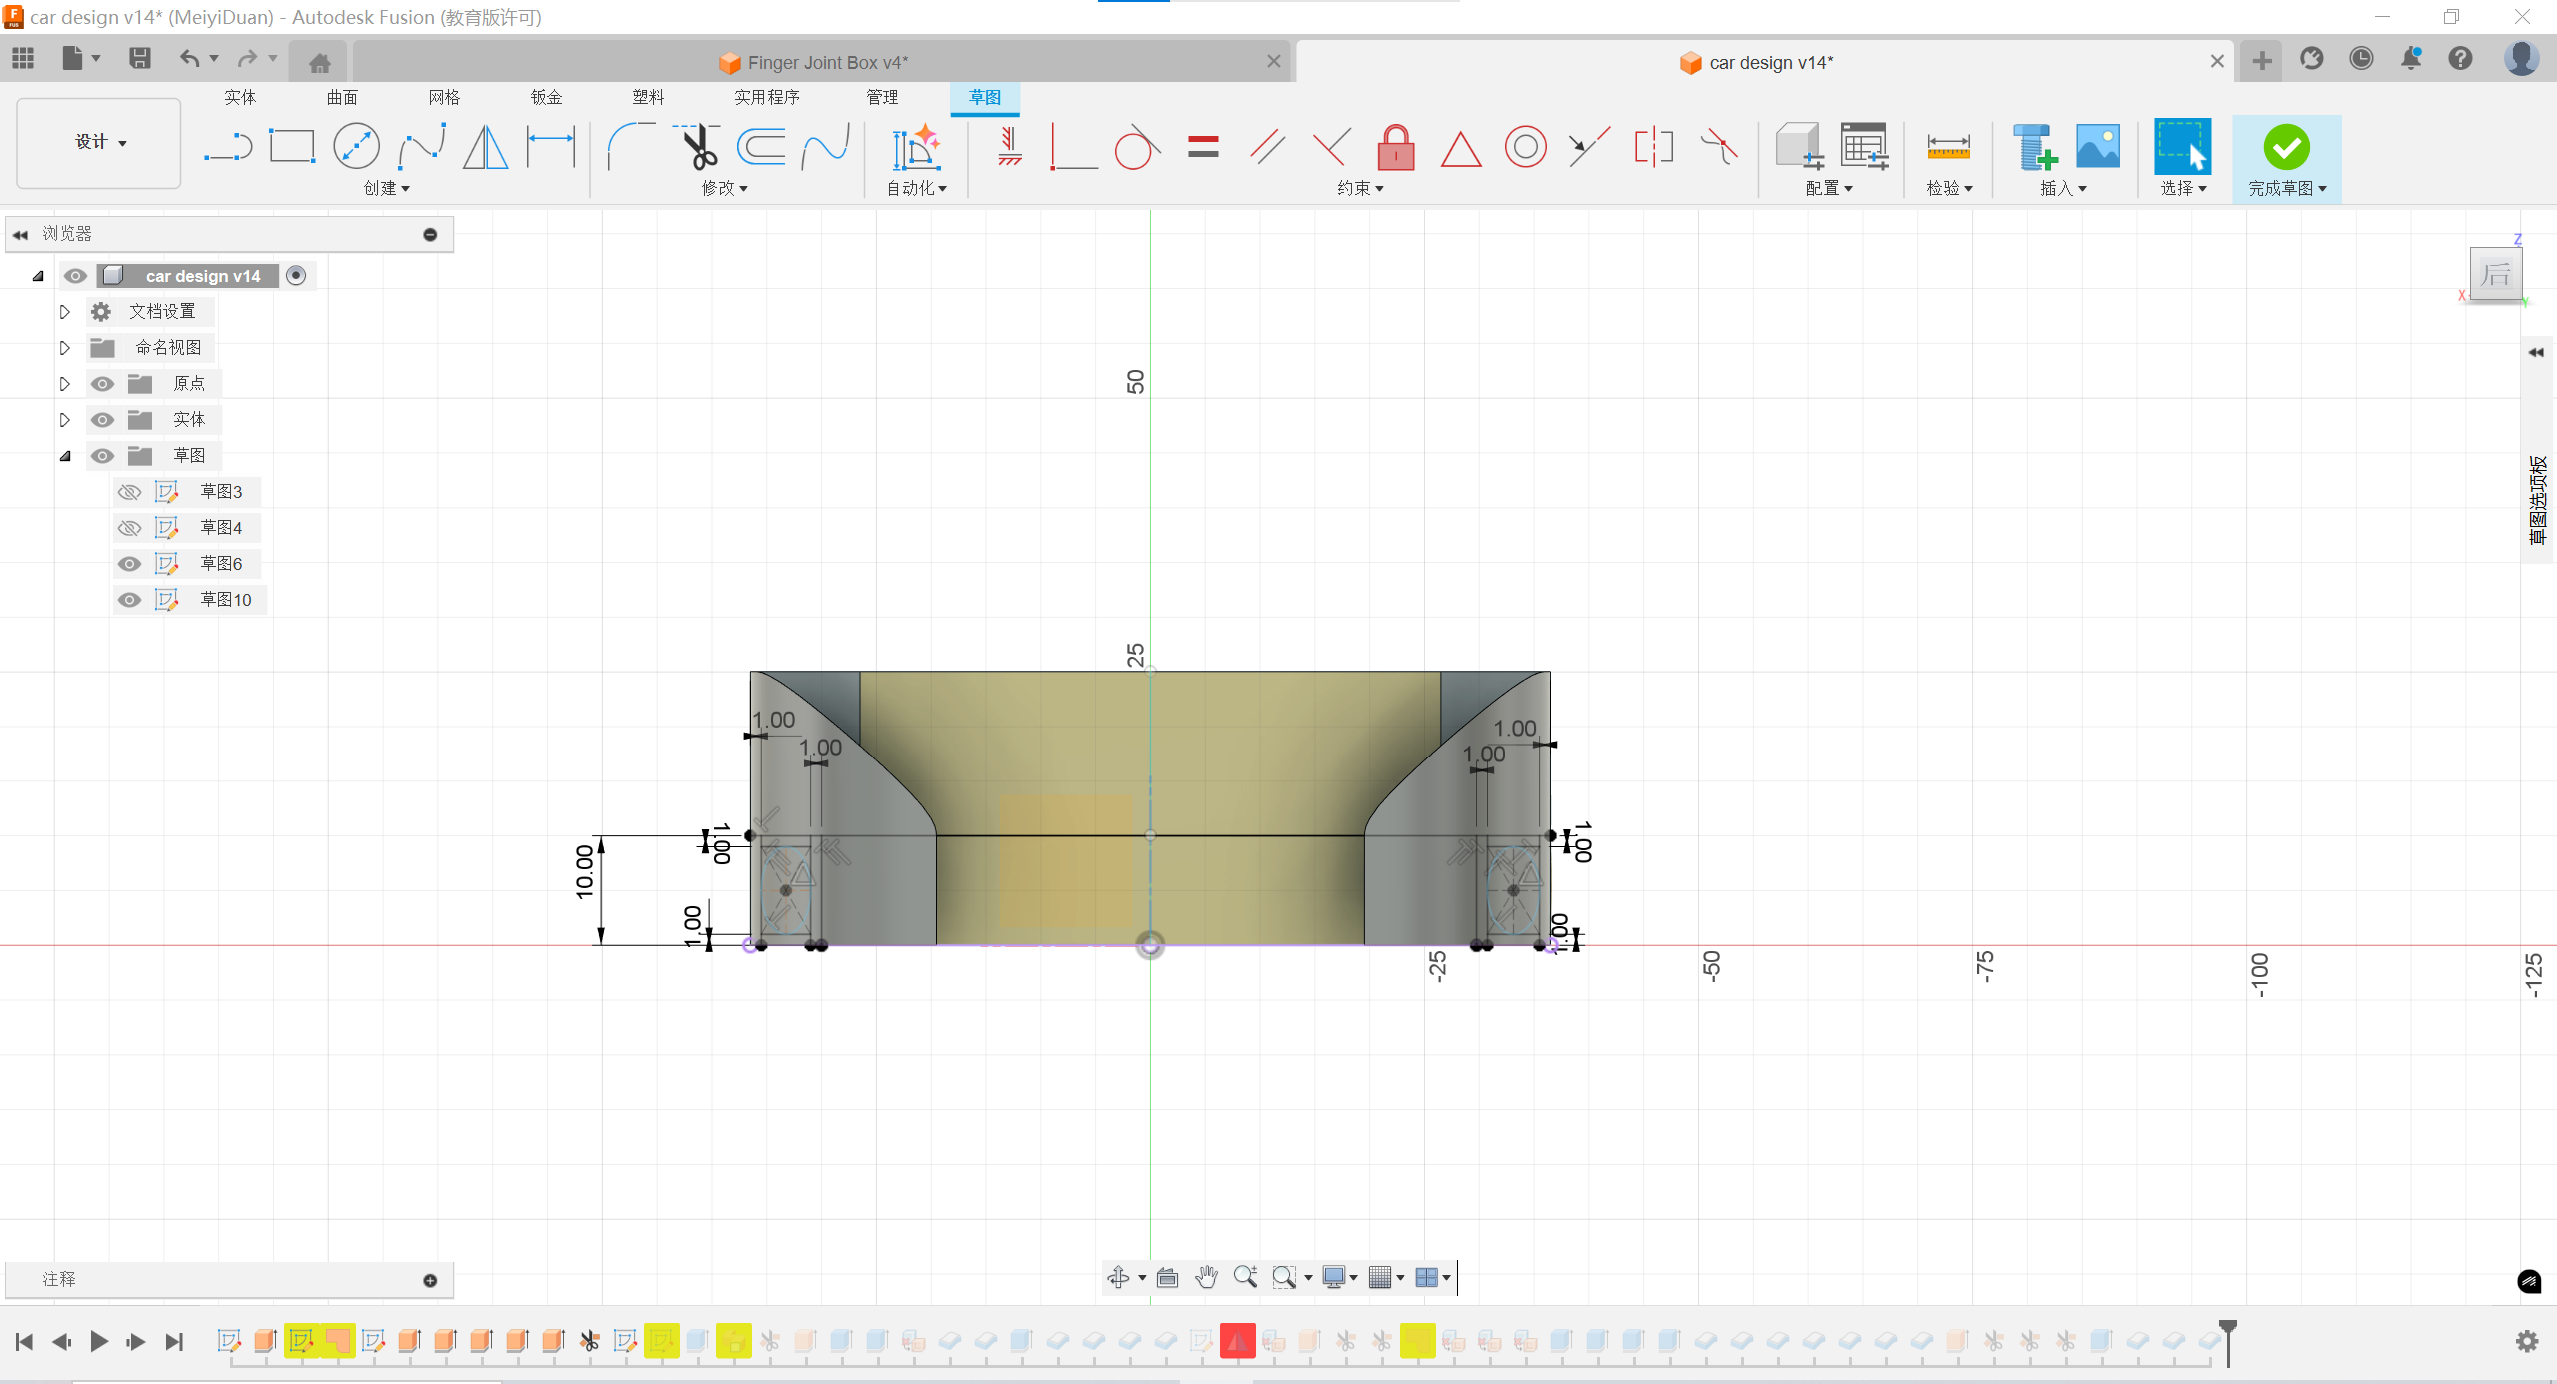 car design v14* (MeiyiDuan) - Autodesk Fusion (教育版许可)
Finger Joint Box v4*
car design v14*
实体 曲面 网格 钣金 塑料 实用程序 管理 草图
设计
创建 修改 自动化 约束 配置 检验 插入 选择 完成草图
浏览器
car design v14
文档设置
命名视图
原点
实体
草图
草图3
草图4
草图6
草图10
Z
后
X
Y
草图选项板
50
25
1.00
1.00
1.00
1.00
1.00
1.00
10.00
1.00
1.00
-25
-50
-75
-100
-125
注释